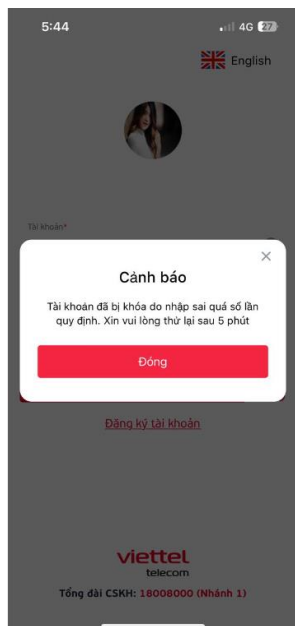 5:44
4G 27
English
Tài khoản*
Cảnh báo
Tài khoản đã bị khóa do nhập sai quá số lần
quy định. Xin vui lòng thử lại sau 5 phút
Đóng
Đăng ký tài khoản
viettel
telecom
Tổng đài CSKH: 18008000 (Nhánh 1)